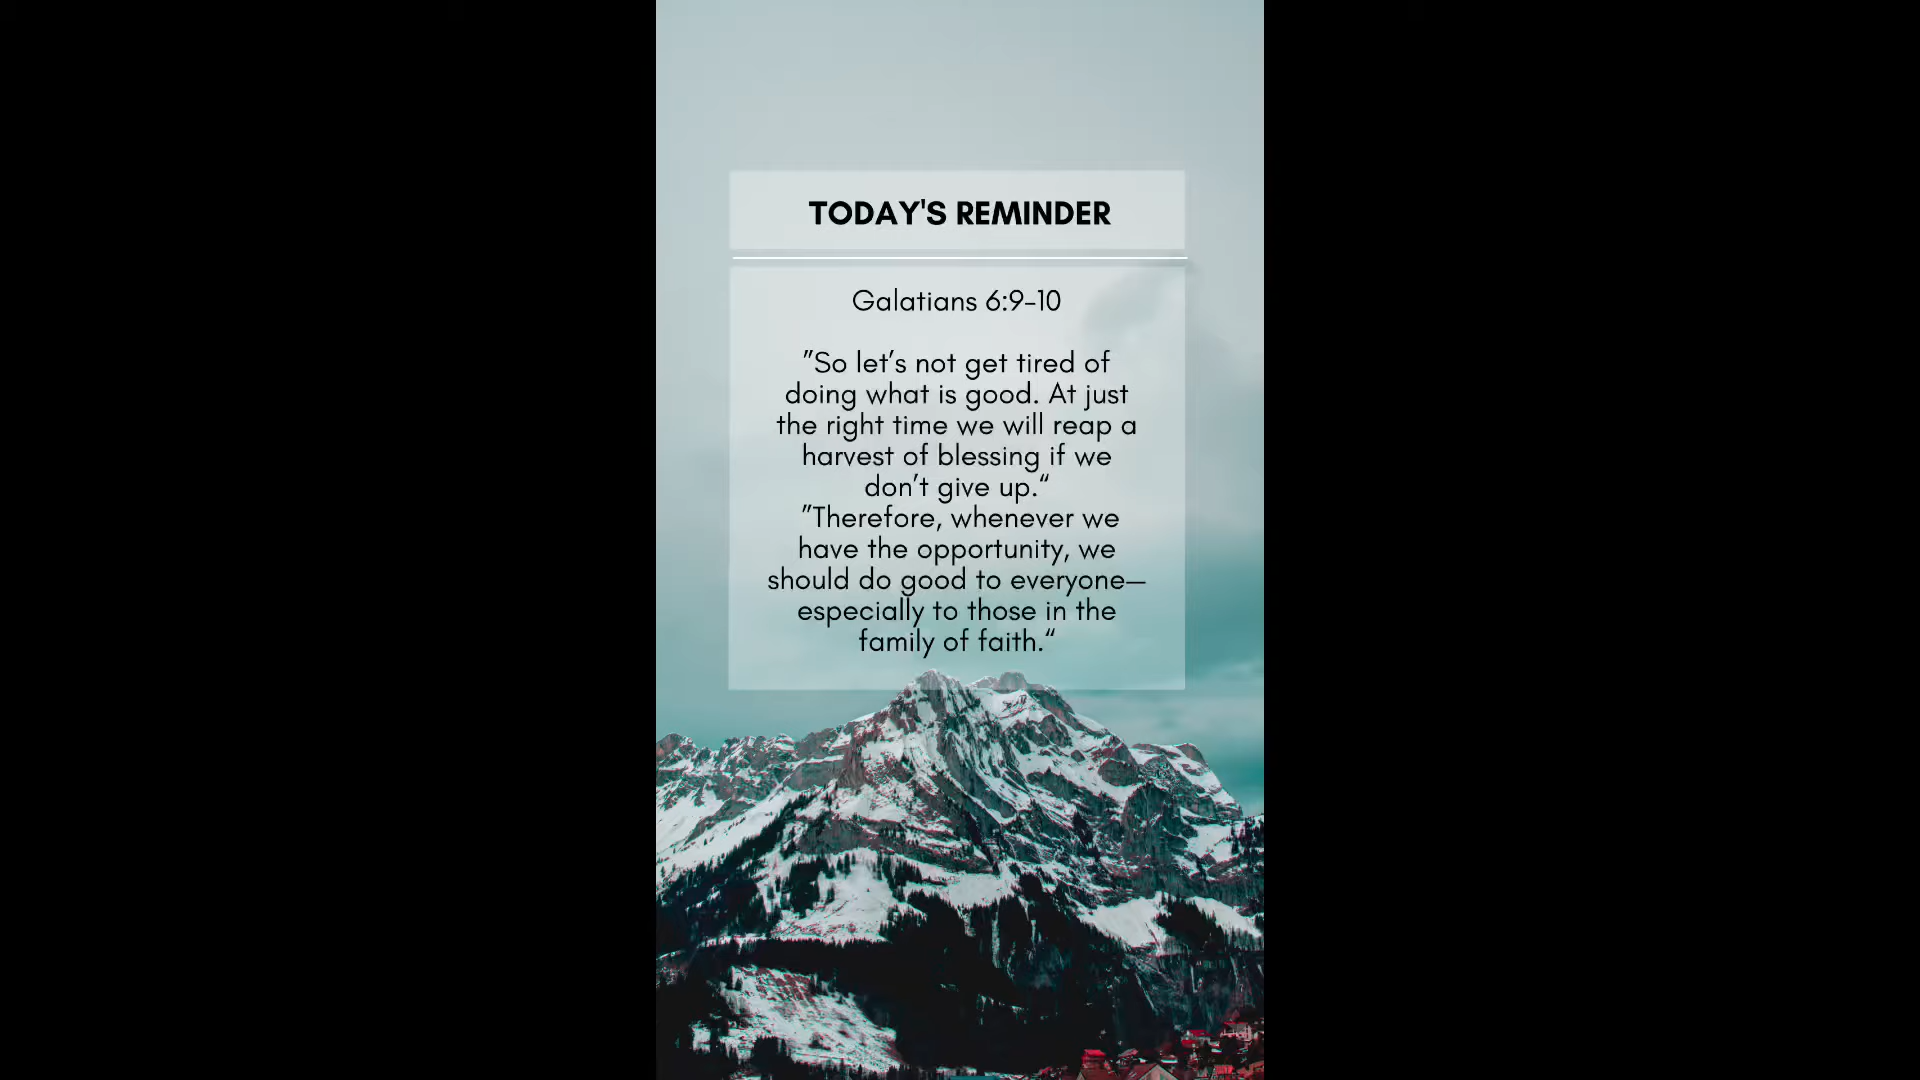 TODAY'S REMINDER
Galatians 6:9-10
"So let's not get tired of
doing what is good. At just
the right time we will reap a
harvest of blessing if we
don't give up.“
"Therefore, whenever we
have the opportunity, we
should do good to everyone—
especially to those in the
family of faith.“